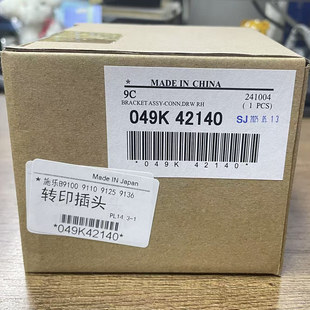 * MADE IN CHINA
9C 241004
BRACKET ASSY-CONN,DRW RH ( 1 PCS)
049K 42140 SJ
* 049K 42140 *
Made IN Japan
* 施乐B9100 9110 9125 9136
转印插头
PL14 3-1
*049K42140*